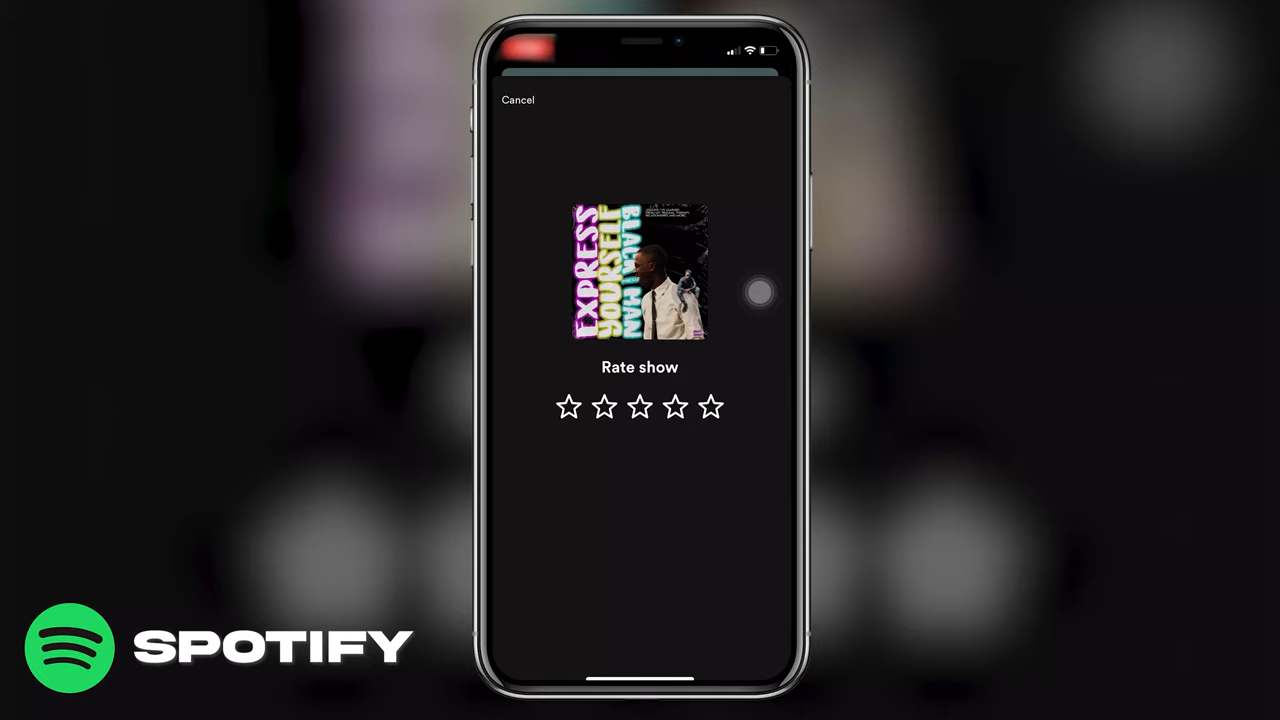 Cancel
EXPRESS
YOURSELF
BLACK MAN
Rate show
SPOTIFY